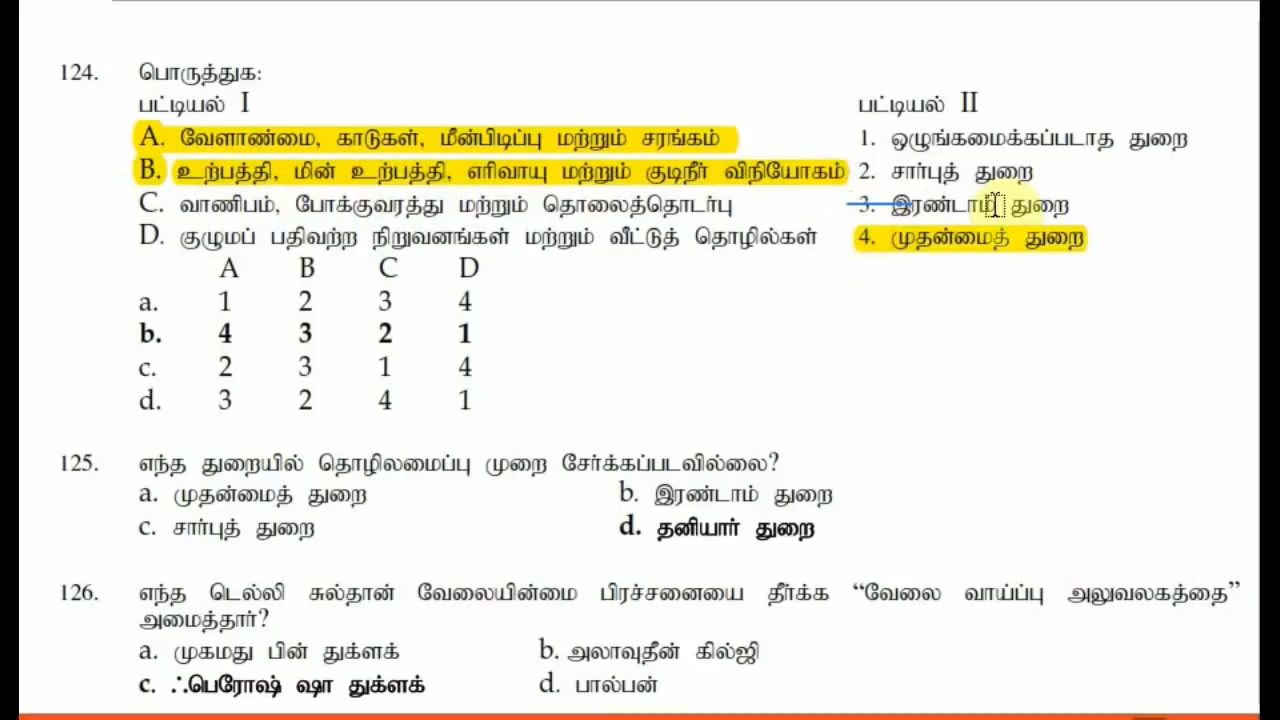 124. பொருத்துக:
பட்டியல் I பட்டியல் II
A. வேளாண்மை, காடுகள், மீன்பிடிப்பு மற்றும் சரங்கம் 1. ஒழுங்கமைக்கப்படாத துறை
B. உற்பத்தி, மின் உற்பத்தி, எரிவாயு மற்றும் குடிநீர் விநியோகம் 2. சார்புத் துறை
C. வாணிபம், போக்குவரத்து மற்றும் தொலைத்தொடர்பு 3. இரண்டாம் துறை
D. குழுமப் பதிவற்ற நிறுவனங்கள் மற்றும் வீட்டுத் தொழில்கள் 4. முதன்மைத் துறை
A B C D
a. 1 2 3 4
b. 4 3 2 1
c. 2 3 1 4
d. 3 2 4 1
125. எந்த துறையில் தொழிலமைப்பு முறை சேர்க்கப்படவில்லை?
a. முதன்மைத் துறை b. இரண்டாம் துறை
c. சார்புத் துறை d. தனியார் துறை
126. எந்த டெல்லி சுல்தான் வேலையின்மை பிரச்சனையை தீர்க்க “வேலை வாய்ப்பு அலுவலகத்தை”
அமைத்தார்?
a. முகமது பின் துக்ளக் b. அலாவுதீன் கில்ஜி
c. ஃபெரோஷ் ஷா துக்ளக் d. பால்பன்